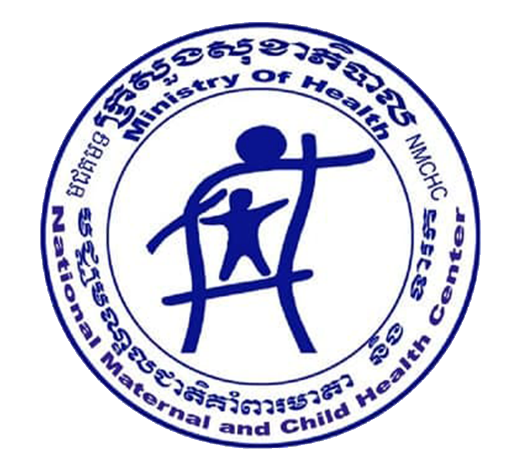 ក្រសួងសុខាភិបាល
Ministry Of Health
NMCHC
មជ្ឈមណ្ឌលជាតិគាំពារមាតា និង ទារក
National Maternal and Child Health Center